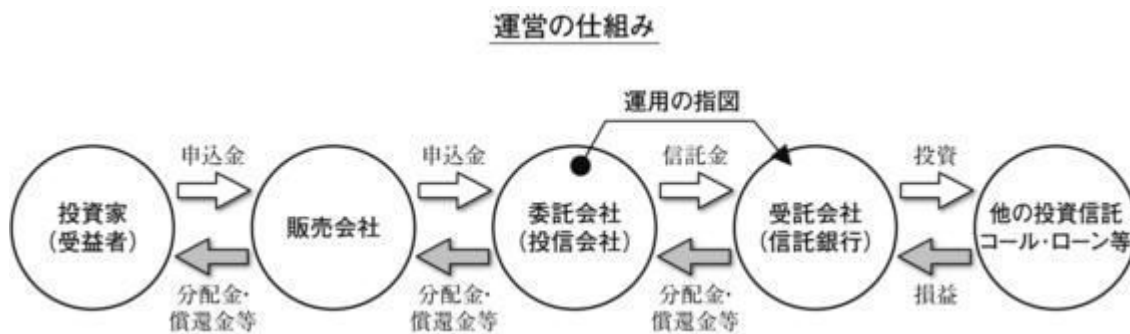 運営の仕組み
運用の指図
申込金
申込金
信託金
投資
投資家
(受益者)
販売会社
委託会社
(投信会社)
受託会社
(信託銀行)
他の投資信託
コール・ローン等
分配金・
償還金等
分配金・
償還金等
分配金・
償還金等
損益